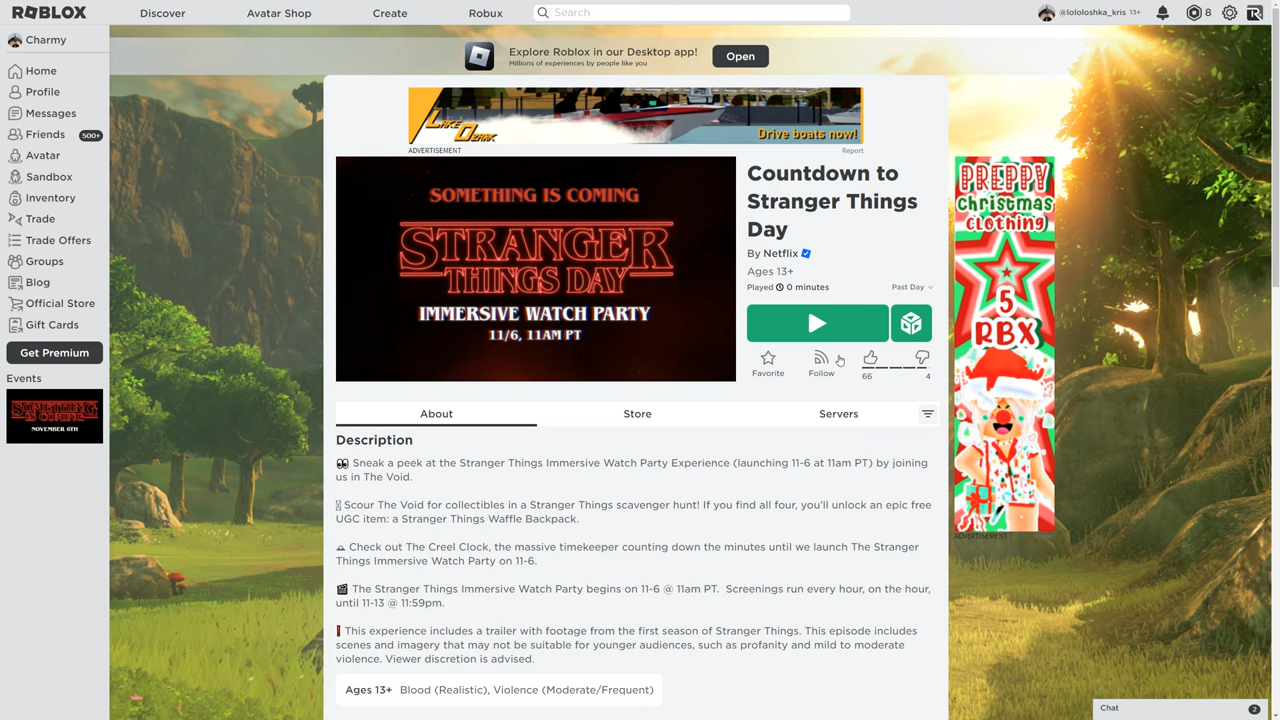 ROBLOX
Discover
Avatar Shop
Create
Robux
Search
@lololoshka_kris 13+
8
Charmy
Home
Profile
Messages
Friends
500+
Avatar
Sandbox
Inventory
Trade
Trade Offers
Groups
Blog
Official Store
Gift Cards
Get Premium
Events
SOMETHING
IS COMING
NOVEMBER 6TH
Explore Roblox in our Desktop app!
Millions of experiences by people like you
Open
LAKE OZARK
Drive boats now!
ADVERTISEMENT
Report
SOMETHING IS COMING
STRANGER
THINGS DAY
IMMERSIVE WATCH PARTY
11/6, 11AM PT
Countdown to
Stranger Things
Day
By Netflix
Ages 13+
Played 0 minutes
Past Day
Favorite
Follow
66
4
About
Store
Servers
Description
👀 Sneak a peek at the Stranger Things Immersive Watch Party Experience (launching 11-6 at 11am PT) by joining
us in The Void.
Scour The Void for collectibles in a Stranger Things scavenger hunt! If you find all four, you'll unlock an epic free
UGC item: a Stranger Things Waffle Backpack.
🕰 Check out The Creel Clock, the massive timekeeper counting down the minutes until we launch The Stranger
Things Immersive Watch Party on 11-6.
🎬 The Stranger Things Immersive Watch Party begins on 11-6 @ 11am PT. Screenings run every hour, on the hour,
until 11-13 @ 11:59pm.
❗ This experience includes a trailer with footage from the first season of Stranger Things. This episode includes
scenes and imagery that may not be suitable for younger audiences, such as profanity and mild to moderate
violence. Viewer discretion is advised.
Ages 13+ Blood (Realistic), Violence (Moderate/Frequent)
PREPPY
Christmas
clothing
5
RBX
ADVERTISEMENT
Report
Chat
2